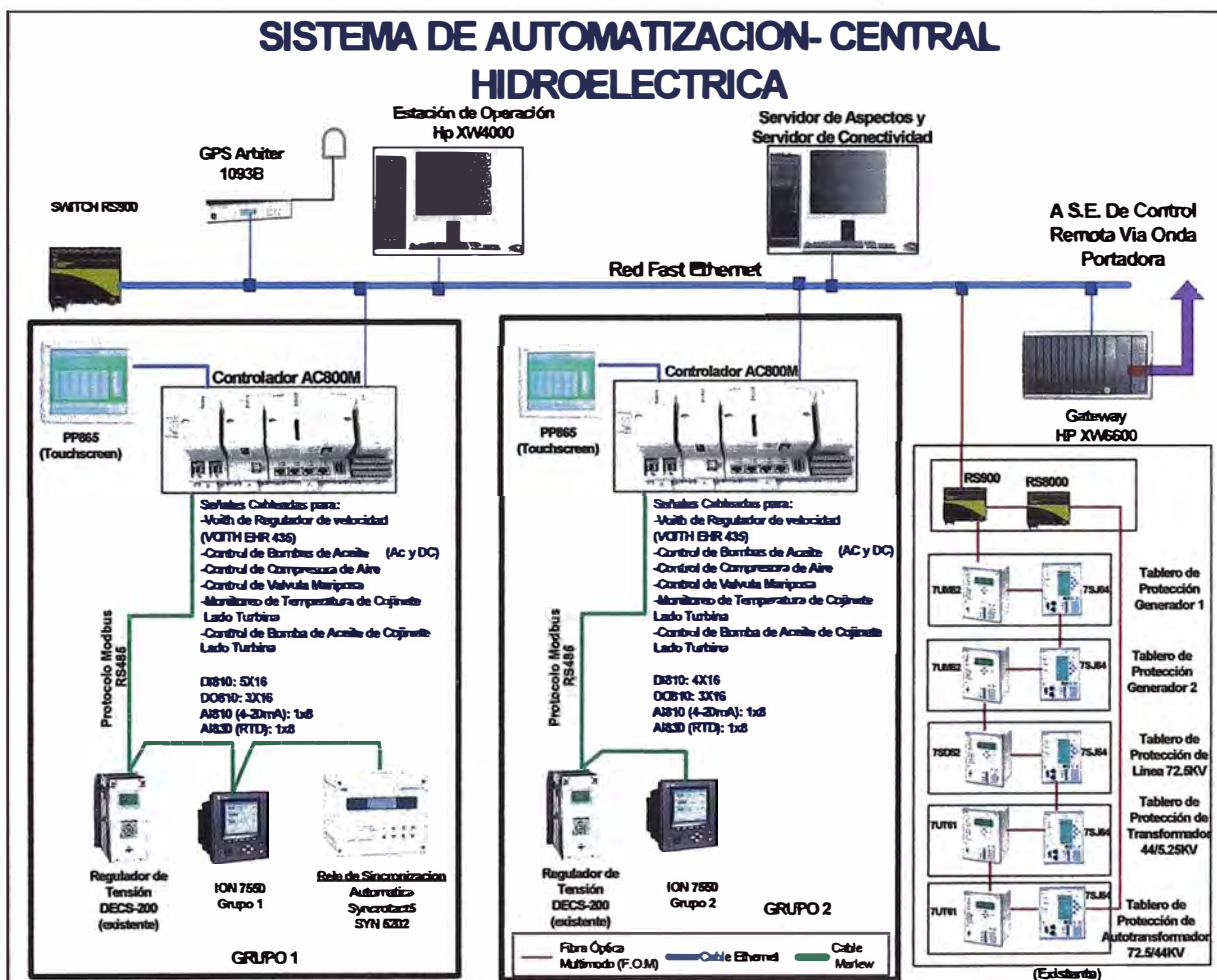 SISTEMA DE AUTOMATIZACION- CENTRAL
HIDROELECTRICA
Estación de Operación
Hp XW4000
Servidor de Aspectos y
Servidor de Conectividad
GPS Arbiter
1093B
SWITCH RS900
A S.E. De Control
Remota Via Onda
Portadora
Red Fast Ethernet
Controlador AC800M
PP865
(Touchscreen)
Señales Cableadas para:
-Voith de Regulador de velocidad
(VOITH EHR 435)
-Control de Bombas de Aceite (Ac y DC)
-Control de Compresora de Aire
-Control de Valvula Mariposa
-Monitoreo de Temperatura de Cojinete
Lado Turbina
-Control de Bomba de Aceite de Cojinete
Lado Turbina
DI810: 5X16
DO810: 3X16
AI810 (4-20mA): 1x8
AI830 (RTD): 1x8
Protocolo Modbus
RS485
Regulador de
Tensión
DECS-200
(existente)
ION 7550
Grupo 1
Rele de Sincronizacion
Automatica
Syncrotact5
SYN 5202
GRUPO 1
Controlador AC800M
PP865
(Touchscreen)
Señales Cableadas para:
-Voith de Regulador de velocidad
(VOITH EHR 435)
-Control de Bombas de Aceite (AC y DC)
-Control de Compresora de Aire
-Control de Valvula Mariposa
-Monitoreo de Temperatura de Cojinete
Lado Turbina
-Control de Bomba de Aceite de Cojinete
Lado Turbina
DI810: 4X16
DO810: 3X16
AI810 (4-20mA): 1x8
AI830 (RTD): 1x8
Protocolo Modbus
RS485
Regulador de
Tensión
DECS-200
(existente)
ION 7550
Grupo 2
GRUPO 2
Fibra Óptica
Multimodo (F.O.M)
Cable Ethernet
Cable
Marlew
Gateway
HP XW6600
RS900
RS8000
7UM62
7SJ64
Tablero de
Protección
Generador 1
7UM62
7SJ64
Tablero de
Protección
Generador 2
7SD52
7SJ64
Tablero de
Protección de
Linea 72.5KV
7UT61
7SJ64
Tablero de
Protección de
Transformador
44/5.25KV
7UT61
7SJ64
Tablero de
Protección de
Autotransformador
72.5/44KV
(Existente)